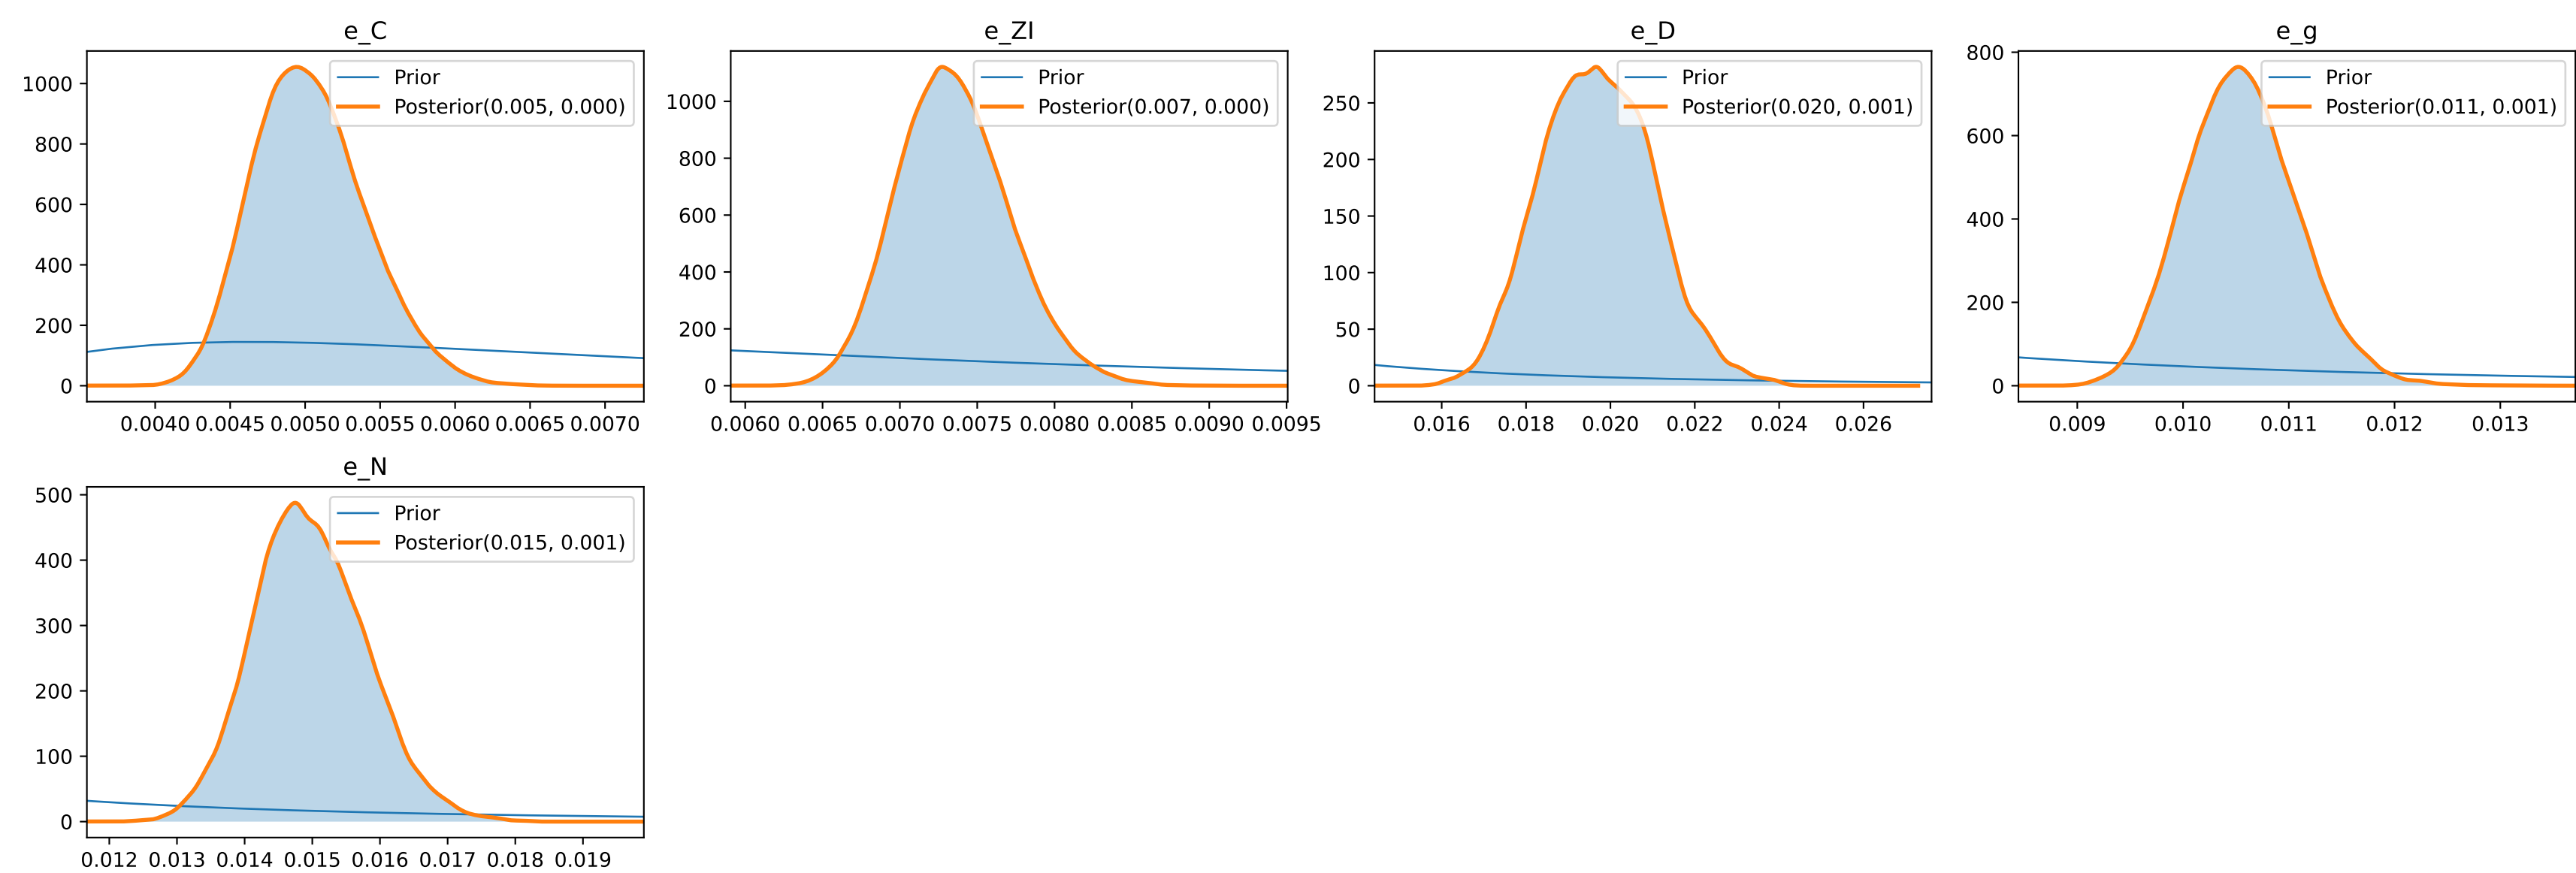 e_C
1000
800
600
400
200
0
0.0040 0.0045 0.0050 0.0055 0.0060 0.0065 0.0070
Prior
Posterior(0.005, 0.000)
e_ZI
1000
800
600
400
200
0
0.0060 0.0065 0.0070 0.0075 0.0080 0.0085 0.0090 0.0095
Prior
Posterior(0.007, 0.000)
e_D
250
200
150
100
50
0
0.016 0.018 0.020 0.022 0.024 0.026
Prior
Posterior(0.020, 0.001)
e_g
800
600
400
200
0
0.009 0.010 0.011 0.012 0.013
Prior
Posterior(0.011, 0.001)
e_N
500
400
300
200
100
0
0.012 0.013 0.014 0.015 0.016 0.017 0.018 0.019
Prior
Posterior(0.015, 0.001)